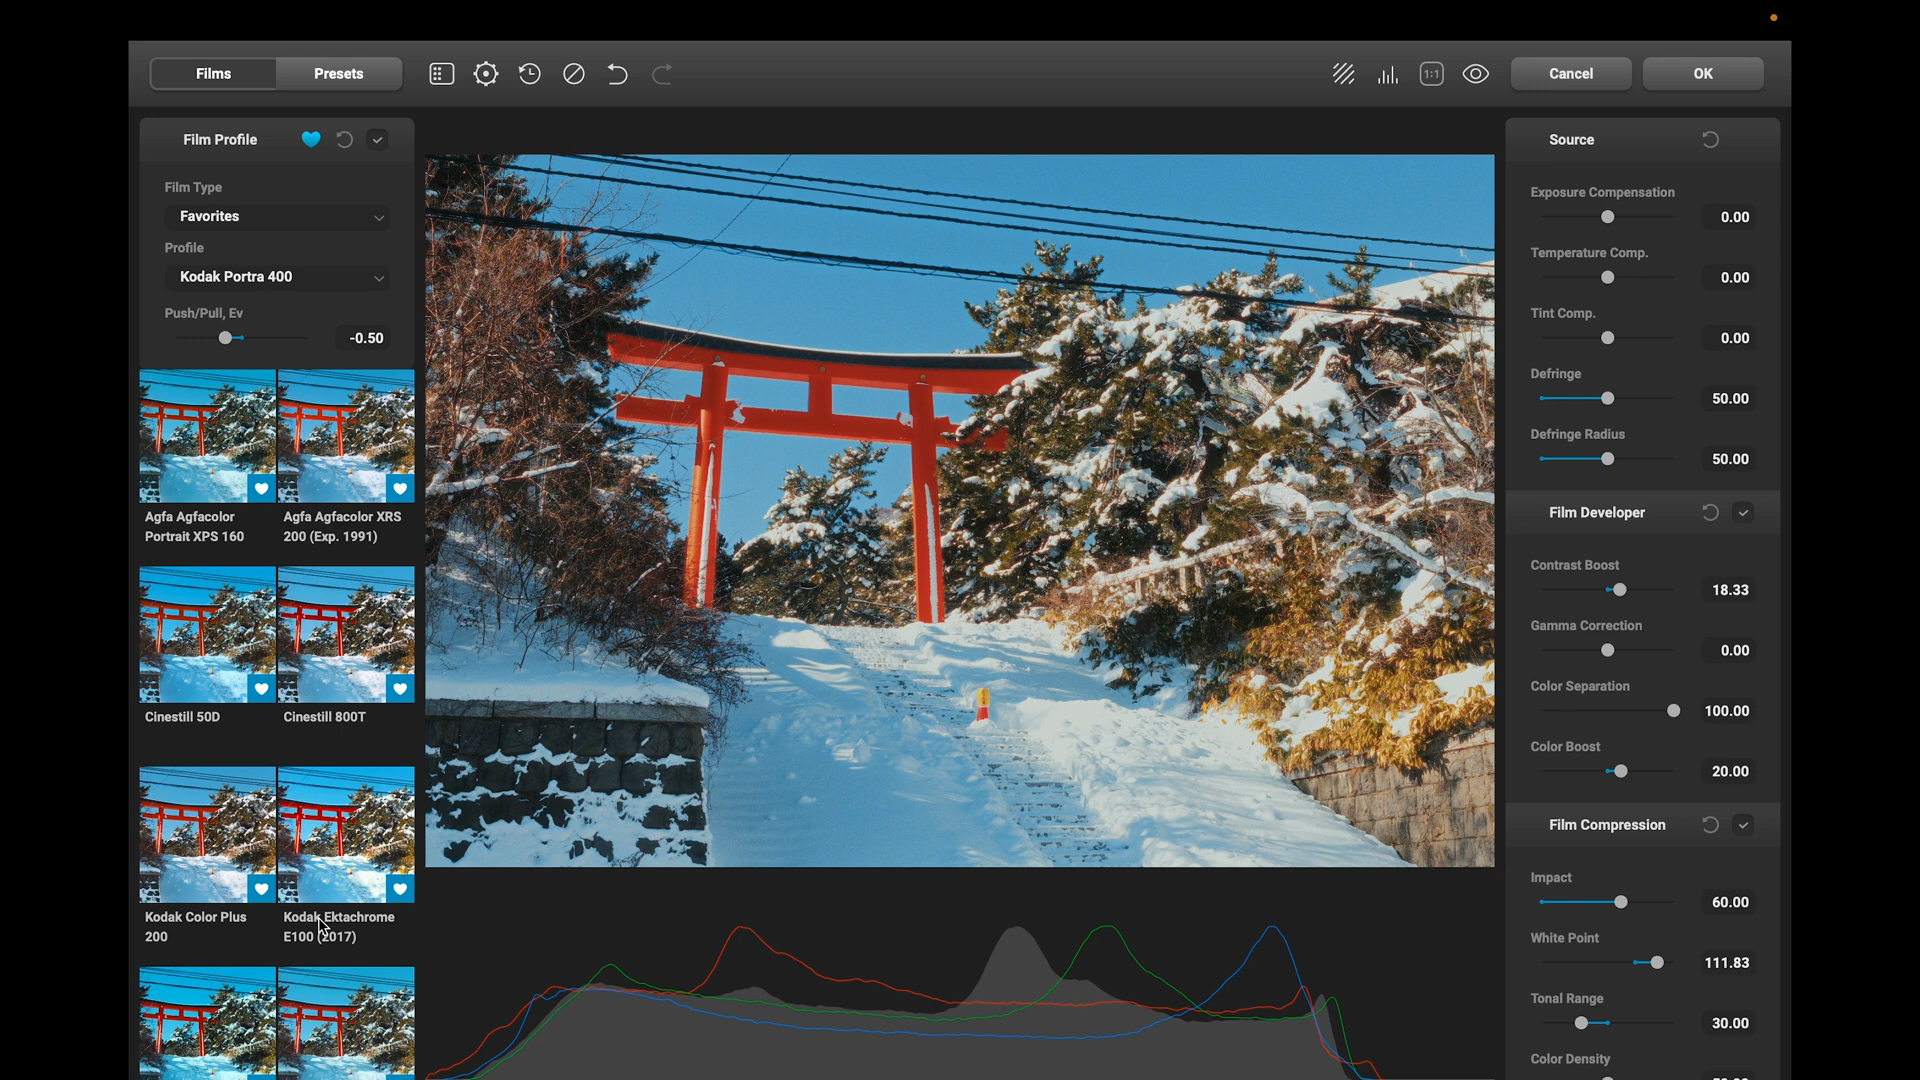 Films
Presets
1:1
Cancel
OK
Film Profile
Film Type
Favorites
Profile
Kodak Portra 400
Push/Pull, Ev
-0.50
Agfa Agfacolor
Portrait XPS 160
Agfa Agfacolor XRS
200 (Exp. 1991)
Cinestill 50D
Cinestill 800T
Kodak Color Plus
200
Kodak Ektachrome
E100 (2017)
Source
Exposure Compensation
0.00
Temperature Comp.
0.00
Tint Comp.
0.00
Defringe
50.00
Defringe Radius
50.00
Film Developer
Contrast Boost
18.33
Gamma Correction
0.00
Color Separation
100.00
Color Boost
20.00
Film Compression
Impact
60.00
White Point
111.83
Tonal Range
30.00
Color Density